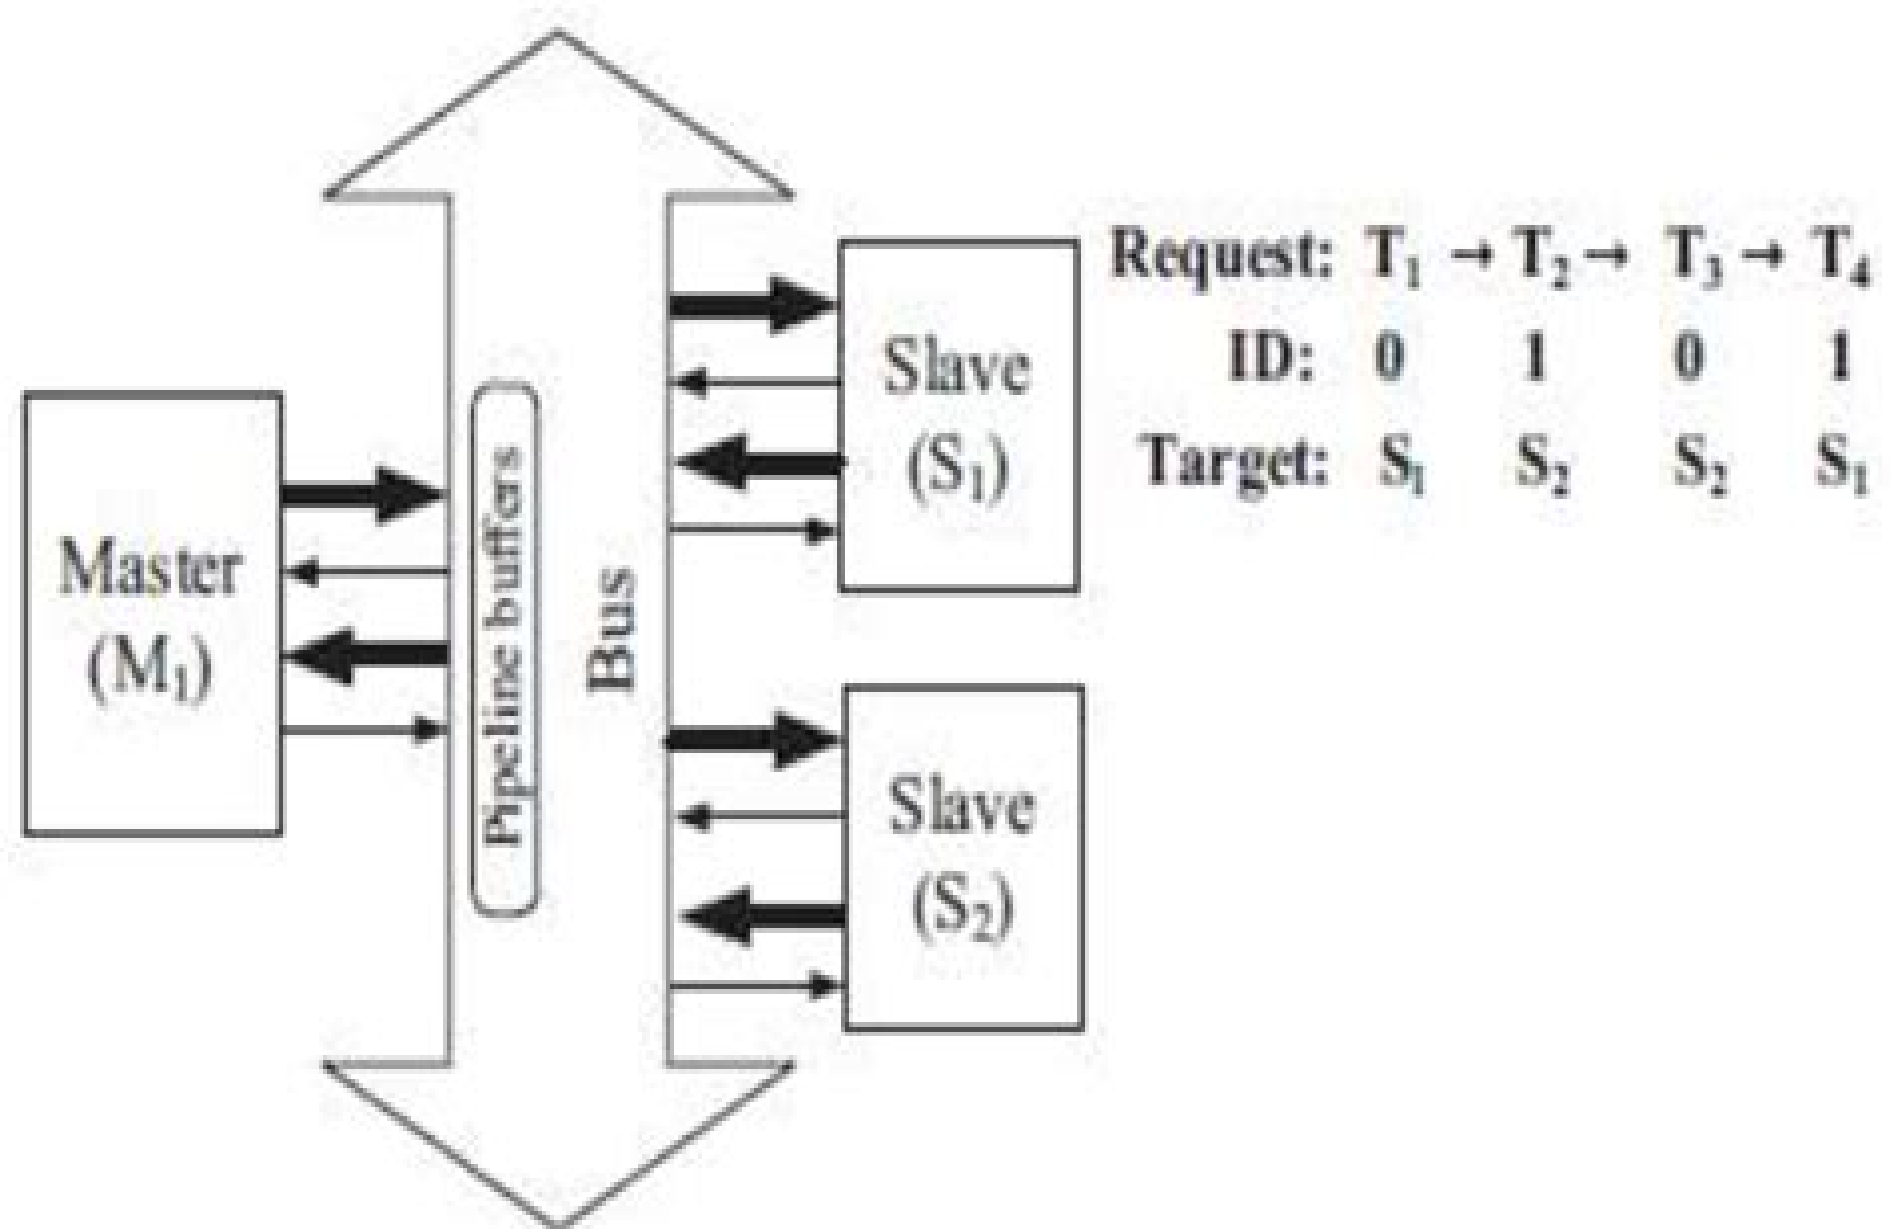 Master
(M₁)
Pipeline buffers
Bus
Slave
(S₁)
Slave
(S₂)
Request: T₁ → T₂ → T₃ → T₄
ID: 0 1 0 1
Target: S₁ S₂ S₂ S₁